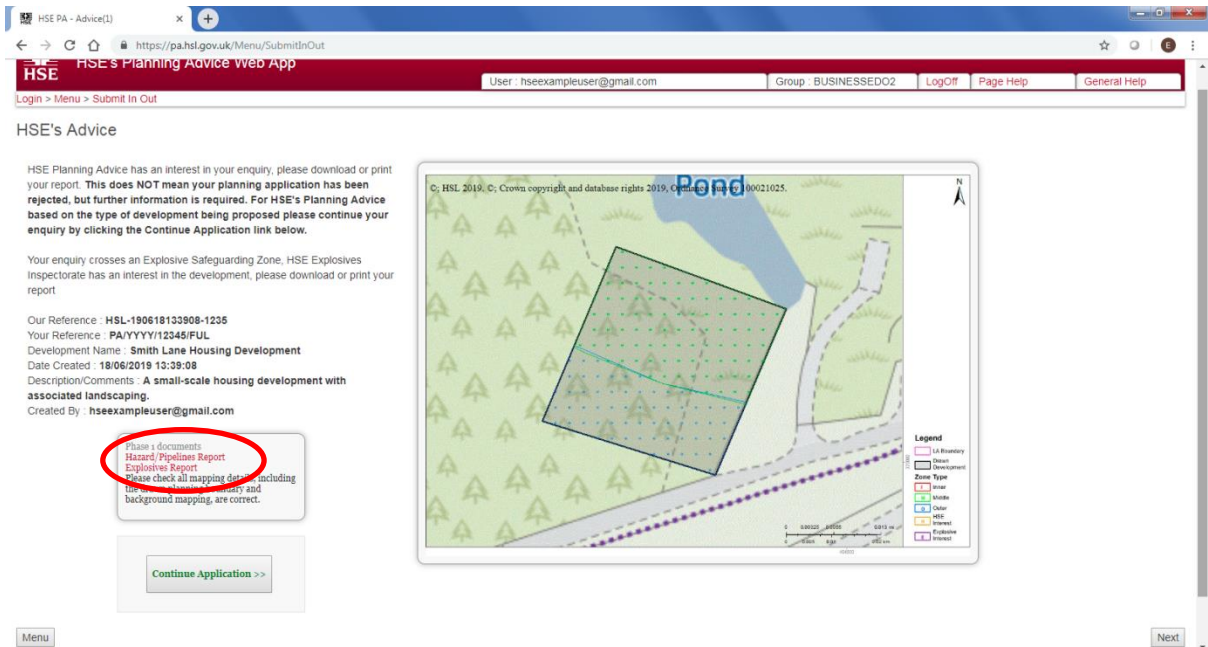 HSE PA - Advice(1)
https://pa.hsl.gov.uk/Menu/SubmitInOut
E
HSE
HSE's Planning Advice Web App
User : hseexampleuser@gmail.com
Group : BUSINESSEDO2
LogOff
Page Help
General Help
Login > Menu > Submit In Out
HSE's Advice
HSE Planning Advice has an interest in your enquiry, please download or print
your report. This does NOT mean your planning application has been
rejected, but further information is required. For HSE's Planning Advice
based on the type of development being proposed please continue your
enquiry by clicking the Continue Application link below.
Your enquiry crosses an Explosive Safeguarding Zone, HSE Explosives
Inspectorate has an interest in the development, please download or print your
report
Our Reference : HSL-190618133908-1235
Your Reference : PA/YYYY/12345/FUL
Development Name : Smith Lane Housing Development
Date Created : 18/06/2019 13:39:08
Description/Comments : A small-scale housing development with
associated landscaping.
Created By : hseexampleuser@gmail.com
Phase 1 documents
Hazard/Pipelines Report
Explosives Report
Please check all mapping details, including
the drawn planning boundary and
background mapping, are correct.
Continue Application >>
Menu
Next
©; HSL 2019, ©; Crown copyright and database rights 2019, Ordnance Survey 100021025.
Pond
N
Legend
LA Boundary
Drawn
Development
Zone Type
Inner
Middle
Outer
HSE
Interest
Explosive
Interest